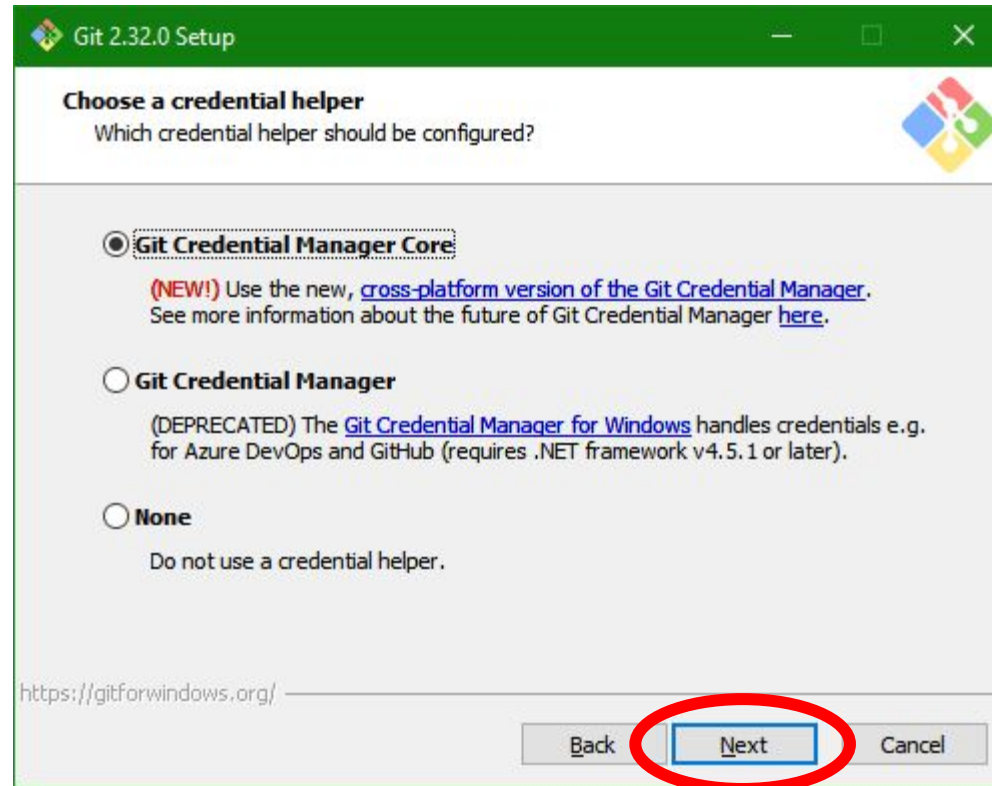 Git 2.32.0 Setup
Choose a credential helper
Which credential helper should be configured?
Git Credential Manager Core
(NEW!) Use the new, cross-platform version of the Git Credential Manager.
See more information about the future of Git Credential Manager here.
Git Credential Manager
(DEPRECATED) The Git Credential Manager for Windows handles credentials e.g.
for Azure DevOps and GitHub (requires .NET framework v4.5.1 or later).
None
Do not use a credential helper.
https://gitforwindows.org/
Back Next Cancel